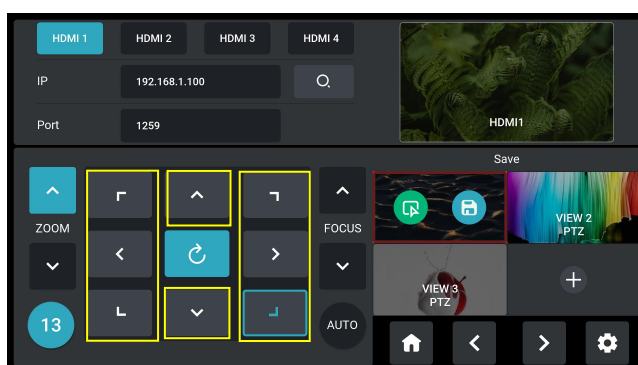 HDMI 1 HDMI 2 HDMI 3 HDMI 4
IP 192.168.1.100
Port 1259
HDMI1
Save
ZOOM
FOCUS
13
AUTO
VIEW 2
PTZ
VIEW 3
PTZ